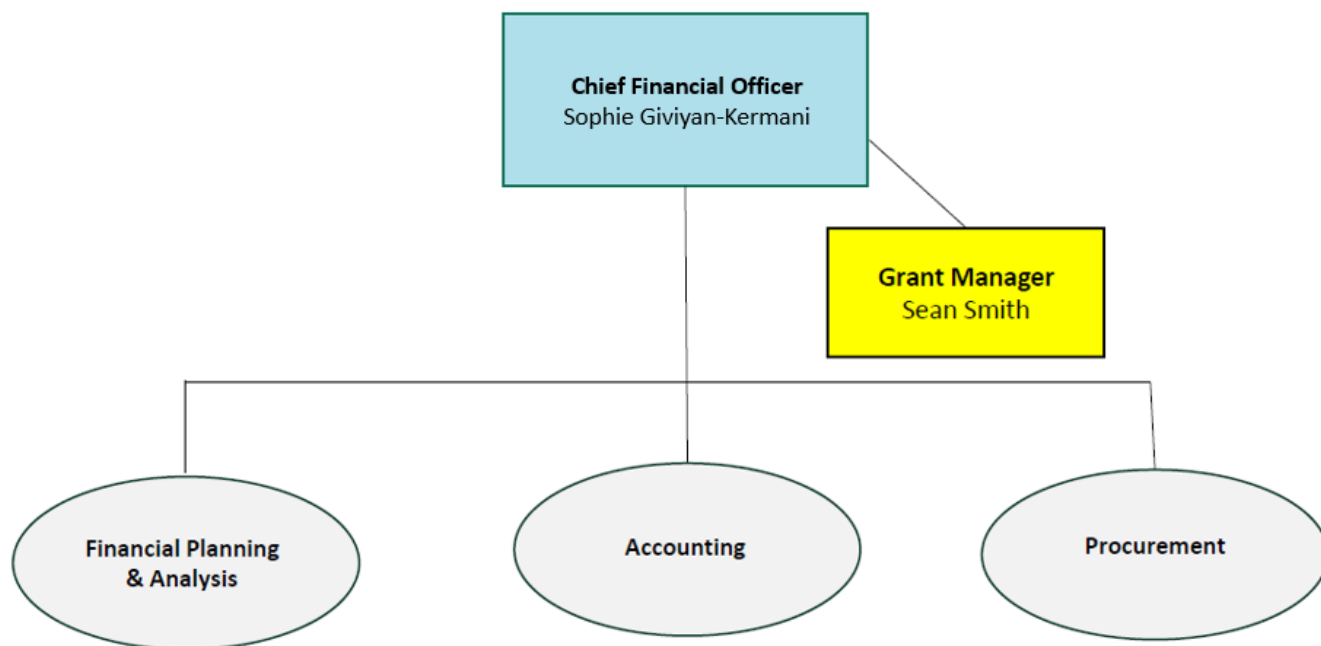 Chief Financial Officer
Sophie Giviyan-Kermani
Grant Manager
Sean Smith
Financial Planning
& Analysis
Accounting
Procurement